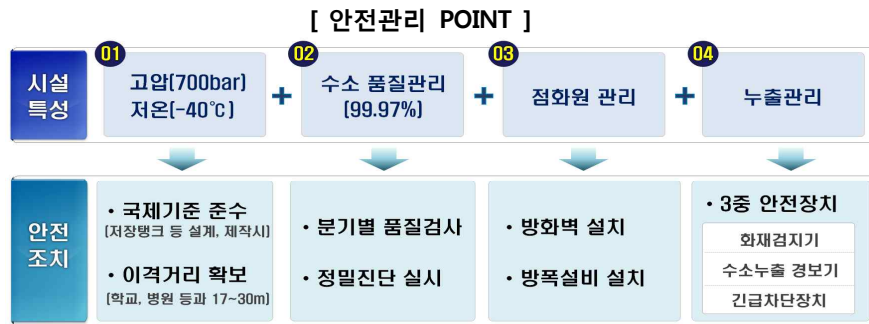 [ 안전관리 POINT ]
시설
특성
01
고압(700bar)
저온(-40℃)
+
02
수소 품질관리
(99.97%)
+
03
점화원 관리
+
04
누출관리
안전
조치
• 국제기준 준수
(저장탱크 등 설계, 제작시)
• 이격거리 확보
(학교, 병원 등과 17~30m)
• 분기별 품질검사
• 정밀진단 실시
• 방화벽 설치
• 방폭설비 설치
• 3중 안전장치
화재검지기
수소누출 경보기
긴급차단장치